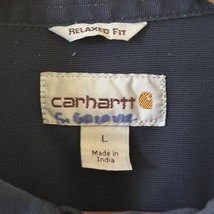 RELAXED FIT
carhartt
L
Made in
India